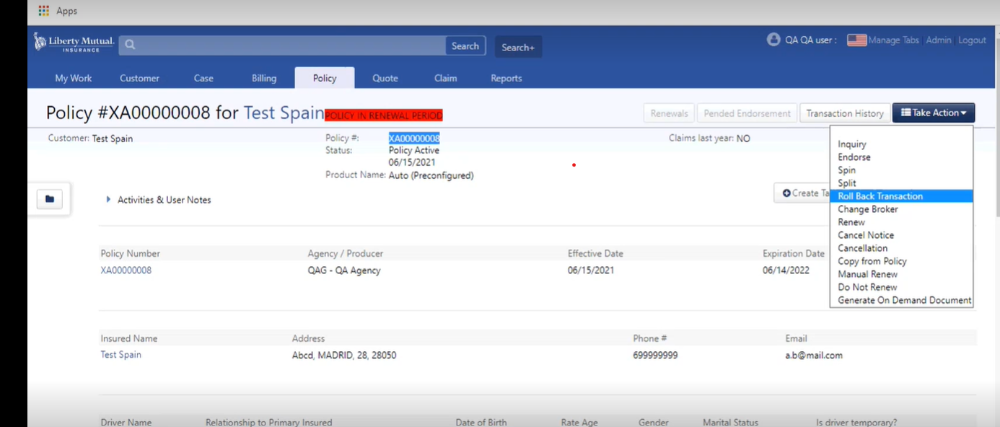 Apps
Liberty Mutual.
INSURANCE
Search
Search+
QA QA user :
Manage Tabs
Admin
Logout
My Work
Customer
Case
Billing
Policy
Quote
Claim
Reports
Policy #XA00000008 for Test Spain
POLICY IN RENEWAL PERIOD
Renewals
Pended Endorsement
Transaction History
Take Action
Customer: Test Spain
Policy #: XA00000008
Status: Policy Active
06/15/2021
Product Name: Auto (Preconfigured)
Claims last year: NO
Inquiry
Endorse
Spin
Split
Roll Back Transaction
Change Broker
Renew
Cancel Notice
Cancellation
Copy from Policy
Manual Renew
Do Not Renew
Generate On Demand Document
Activities & User Notes
Create Ta
Policy Number Agency / Producer Effective Date Expiration Date
XA00000008 QAG - QA Agency 06/15/2021 06/14/2022
Insured Name Address Phone # Email
Test Spain Abcd, MADRID, 28, 28050 699999999 a.b@mail.com
Driver Name Relationship to Primary Insured Date of Birth Rate Age Gender Marital Status Is driver temporary?